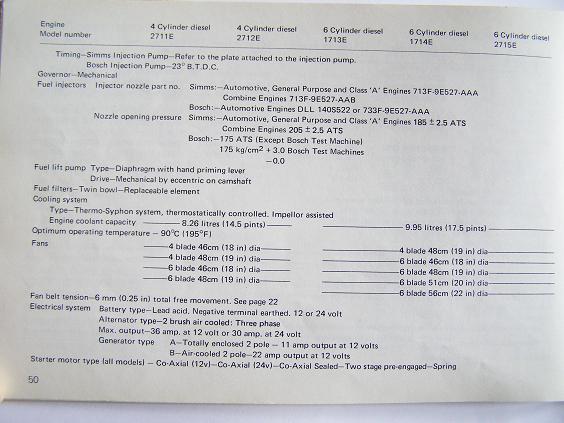 Engine 4 Cylinder diesel 4 Cylinder diesel 6 Cylinder diesel 6 Cylinder diesel 6 Cylinder diesel
Model number 2711E 2712E 1713E 1714E 2715E
Timing—Simms Injection Pump—Refer to the plate attached to the injection pump.
Bosch Injection Pump—23° B.T.D.C.
Governor—Mechanical
Fuel injectors Injector nozzle part no. Simms:—Automotive, General Purpose and Class 'A' Engines 713F-9E527-AAA
Combine Engines 713F-9E527-AAB
Bosch:—Automotive Engines DLL 140S522 or 733F-9E527-AAA
Nozzle opening pressure Simms:—Automotive, General Purpose and Class 'A' Engines 185 ± 2.5 ATS
Combine Engines 205 ± 2.5 ATS
Bosch:—175 ATS (Except Bosch Test Machine)
175 kg/cm² + 3.0 Bosch Test Machines
—0.0
Fuel lift pump Type—Diaphragm with hand priming lever
Drive—Mechanical by eccentric on camshaft
Fuel filters—Twin bowl—Replaceable element
Cooling system
Type—Thermo-Syphon system, thermostatically controlled. Impellor assisted
Engine coolant capacity ——8.26 litres (14.5 pints)—— ——9.95 litres (17.5 pints)——
Optimum operating temperature — 90°C (195°F)
Fans ——4 blade 46cm (18 in) dia—— ——4 blade 48cm (19 in) dia——
——4 blade 48cm (19 in) dia—— ——6 blade 46cm (18 in) dia——
——6 blade 46cm (18 in) dia—— ——6 blade 48cm (19 in) dia——
——6 blade 48cm (19 in) dia—— ——6 blade 51cm (20 in) dia——
——6 blade 56cm (22 in) dia——
Fan belt tension—6 mm (0.25 in) total free movement. See page 22
Electrical system Battery type—Lead acid. Negative terminal earthed. 12 or 24 volt
Alternator type—2 brush air cooled: Three phase
Max. output—36 amp. at 12 volt or 30 amp. at 24 volt
Generator type A—Totally enclosed 2 pole — 11 amp output at 12 volts
B—Air-cooled 2 pole—22 amp output at 12 volts
Starter motor type (all models) — Co-Axial (12v)—Co-Axial (24v)—Co-Axial Sealed—Two stage pre-engaged—Spring
50